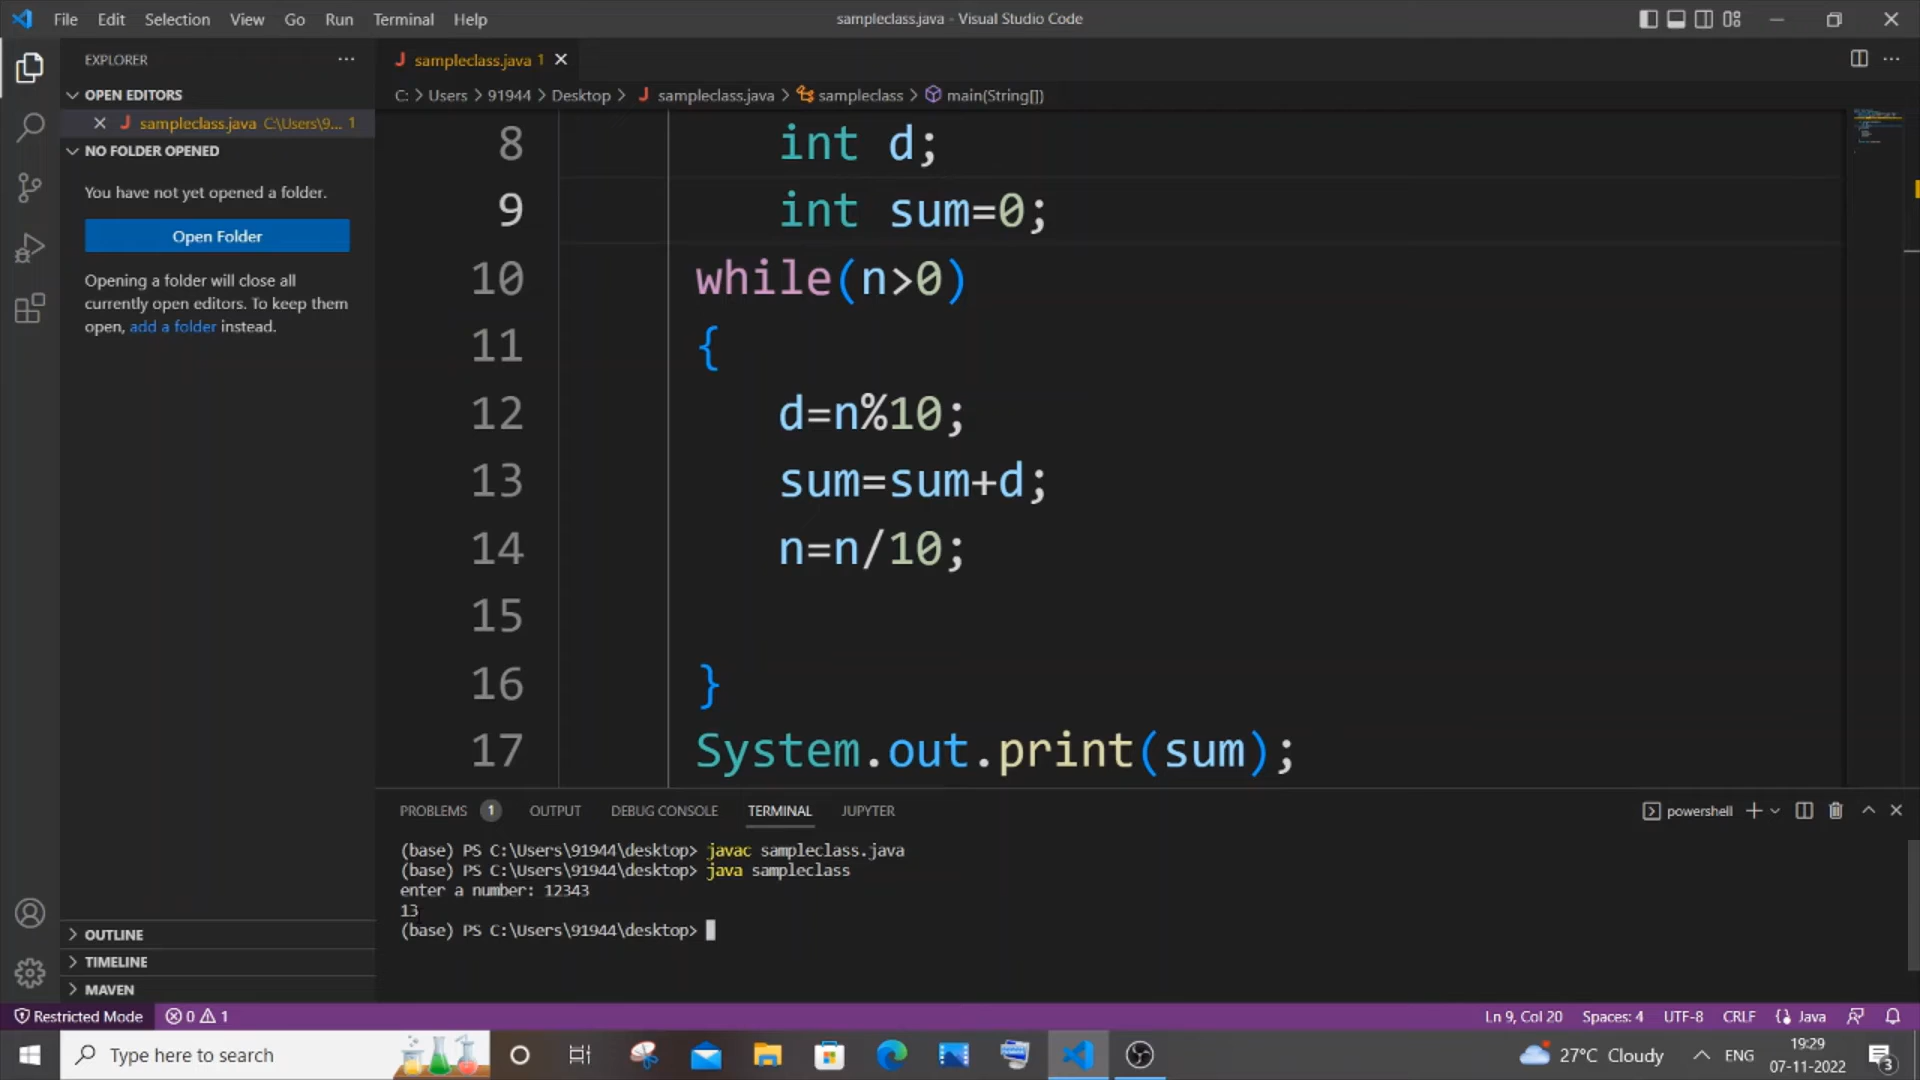 File Edit Selection View Go Run Terminal Help
sampleclass.java - Visual Studio Code
EXPLORER
OPEN EDITORS
sampleclass.java C:\Users\9... 1
NO FOLDER OPENED
You have not yet opened a folder.
Open Folder
Opening a folder will close all
currently open editors. To keep them
open, add a folder instead.
OUTLINE
TIMELINE
MAVEN
sampleclass.java 1
C: > Users > 91944 > Desktop > sampleclass.java > sampleclass > main(String[])
8 int d;
9 int sum=0;
10 while(n>0)
11 {
12 d=n%10;
13 sum=sum+d;
14 n=n/10;
15
16 }
17 System.out.print(sum);
PROBLEMS 1 OUTPUT DEBUG CONSOLE TERMINAL JUPYTER
powershell
(base) PS C:\Users\91944\desktop> javac sampleclass.java
(base) PS C:\Users\91944\desktop> java sampleclass
enter a number: 12343
13
(base) PS C:\Users\91944\desktop>
Restricted Mode 0 1
Ln 9, Col 20 Spaces: 4 UTF-8 CRLF Java
Type here to search
27°C Cloudy
ENG
19:29
07-11-2022
3